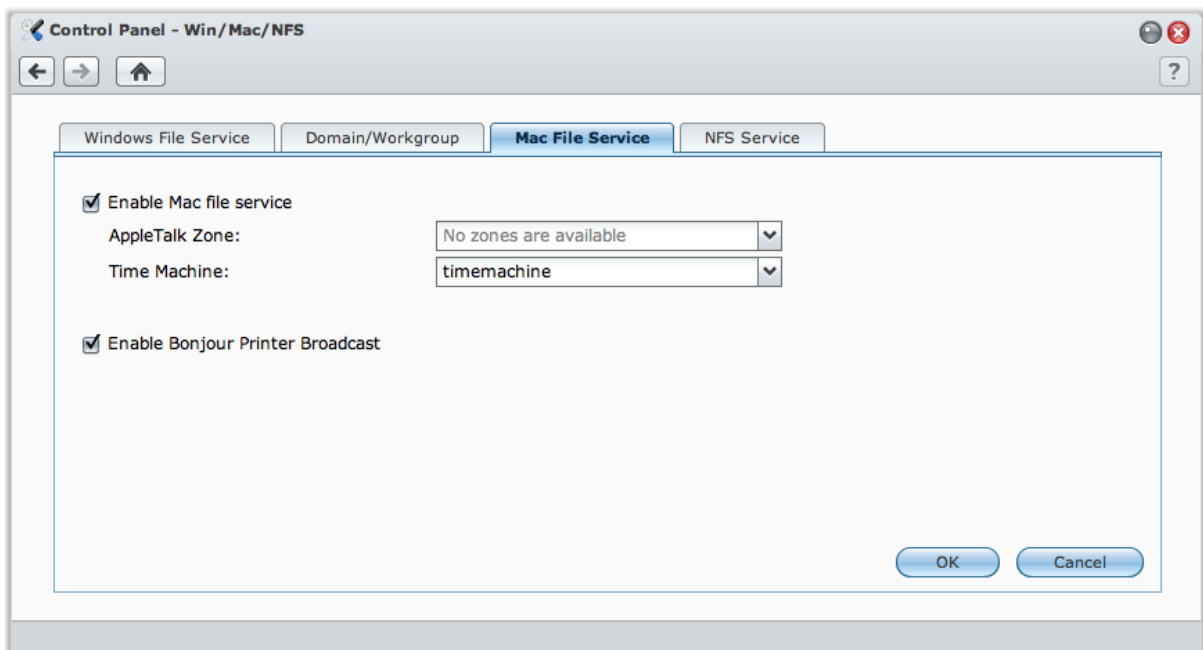 Control Panel - Win/Mac/NFS
?
Windows File Service Domain/Workgroup Mac File Service NFS Service
Enable Mac file service
AppleTalk Zone: No zones are available
Time Machine: timemachine
Enable Bonjour Printer Broadcast
OK Cancel